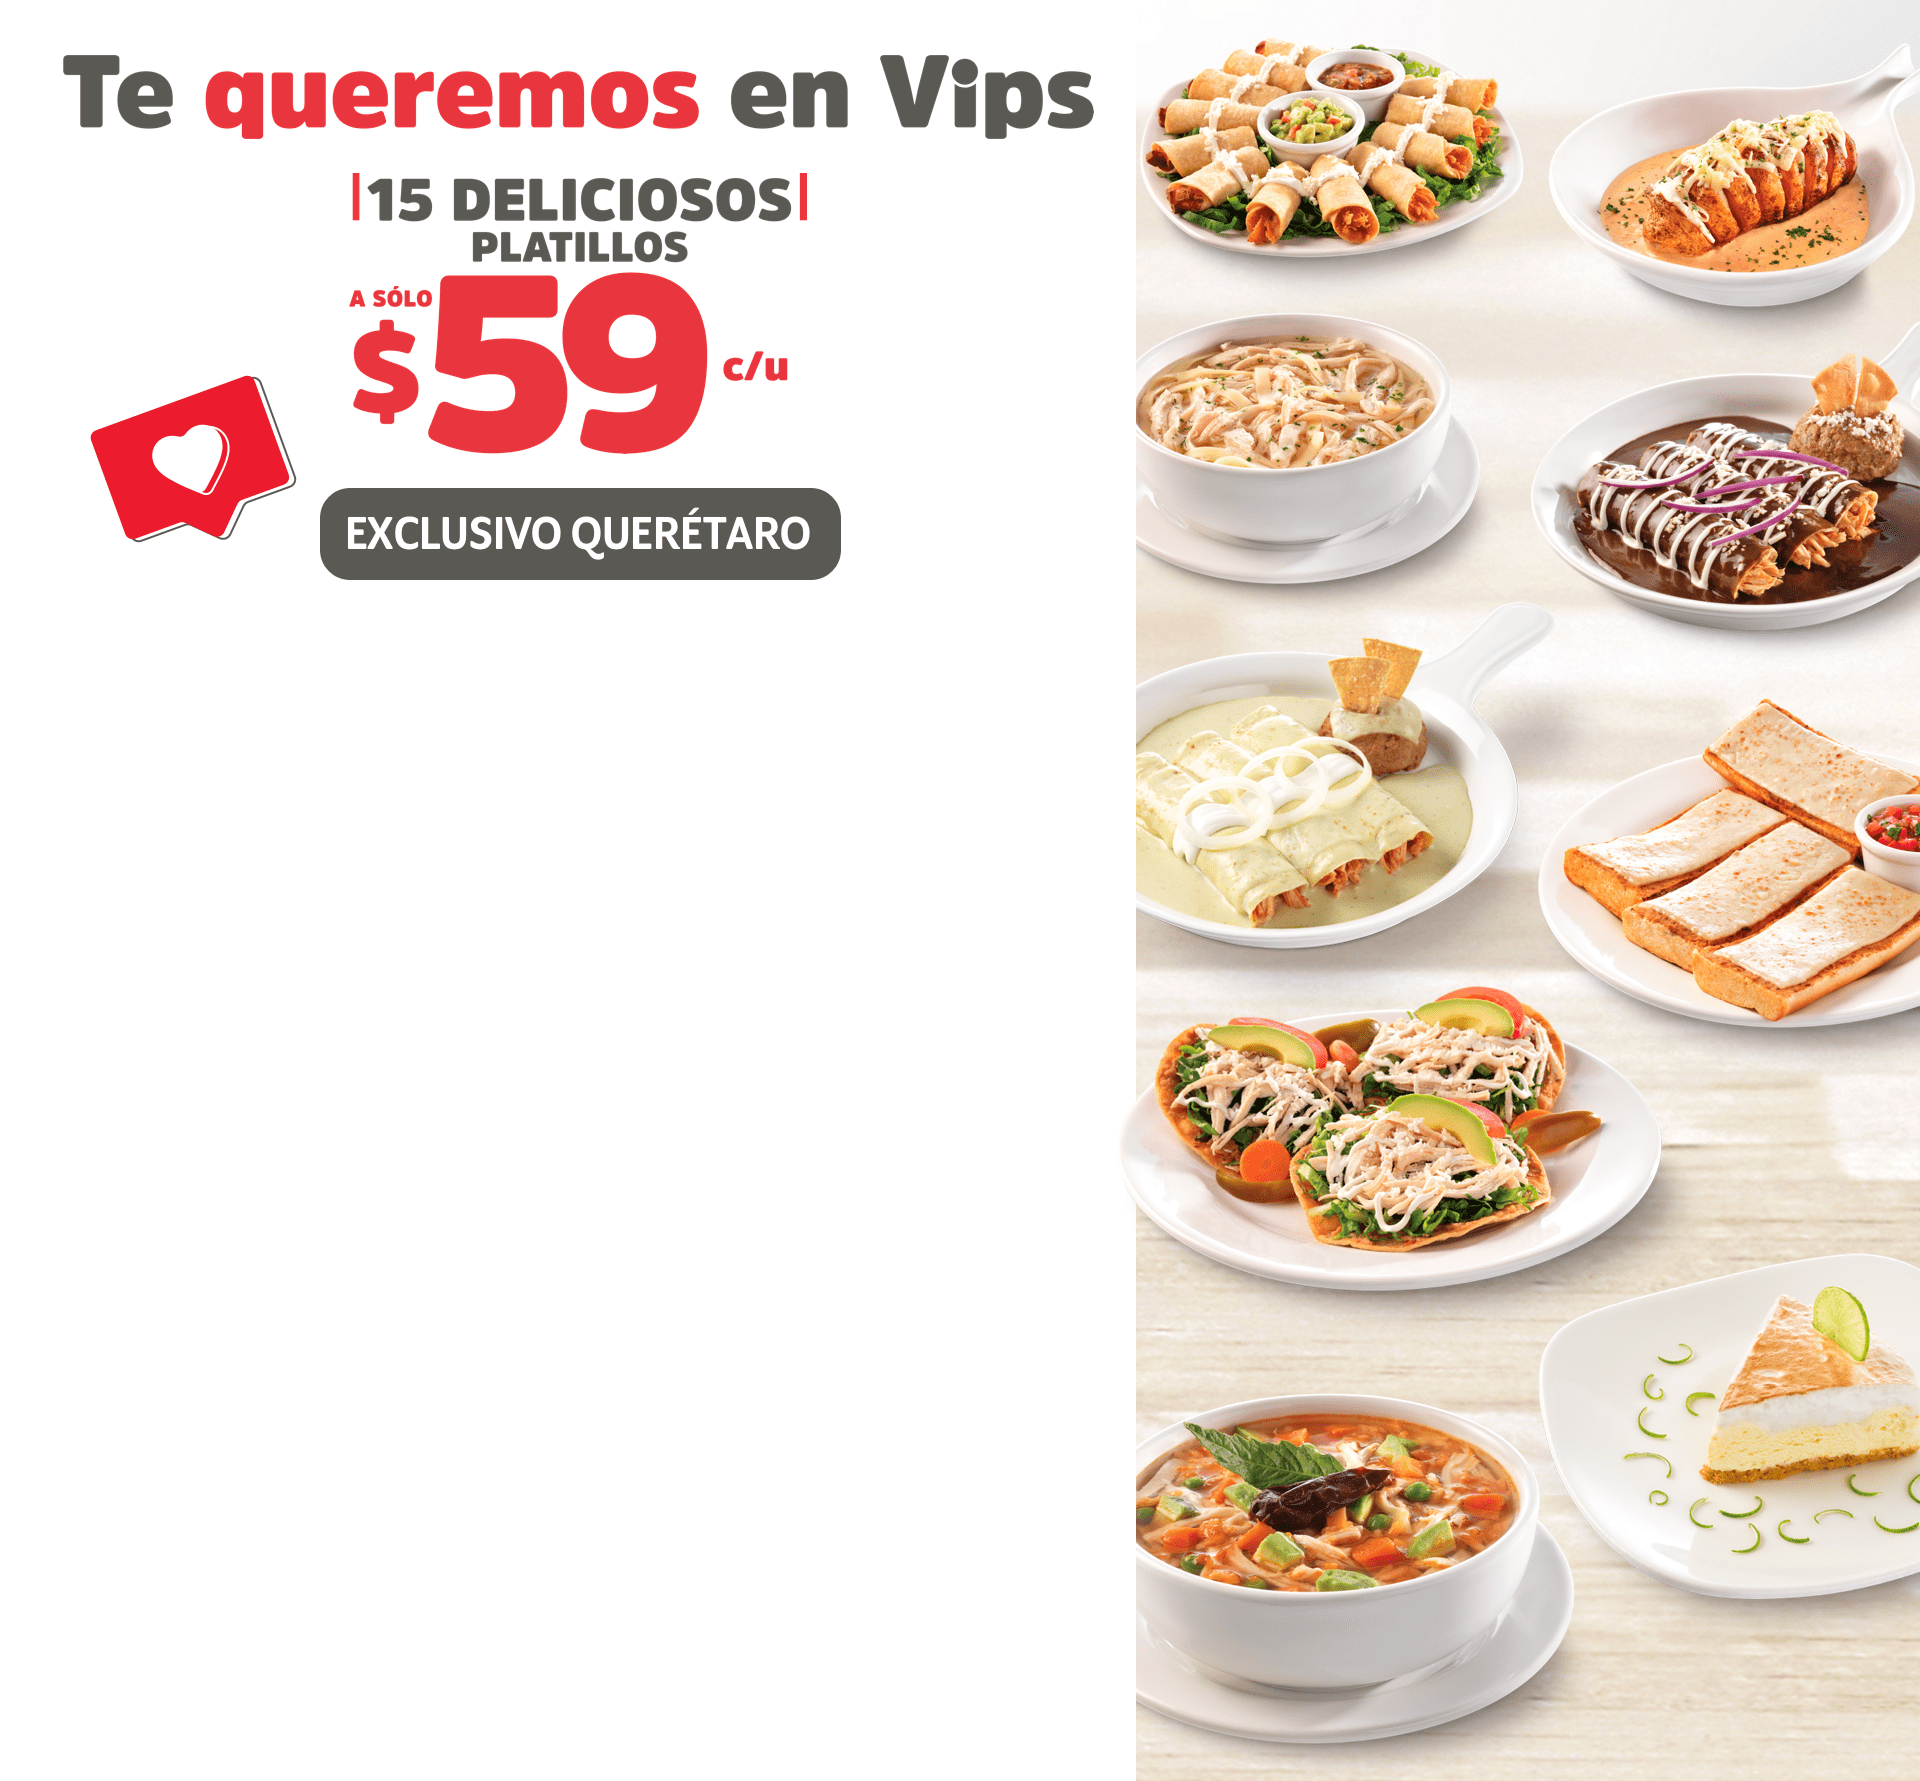 Te queremos en Vips
15 DELICIOSOS
PLATILLOS
A SÓLO
$59 c/u
EXCLUSIVO QUERÉTARO